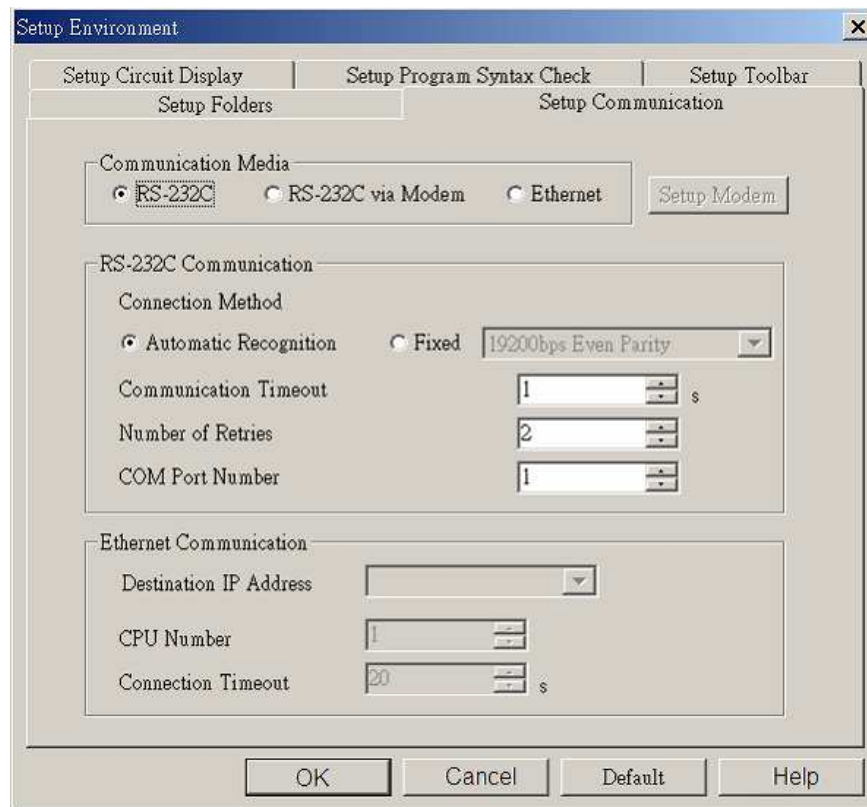 Setup Environment
Setup Circuit Display
Setup Program Syntax Check
Setup Toolbar
Setup Folders
Setup Communication
Communication Media
RS-232C
RS-232C via Modem
Ethernet
Setup Modem
RS-232C Communication
Connection Method
Automatic Recognition
Fixed
19200bps Even Parity
Communication Timeout
1
s
Number of Retries
2
COM Port Number
1
Ethernet Communication
Destination IP Address
CPU Number
1
Connection Timeout
20
s
OK
Cancel
Default
Help